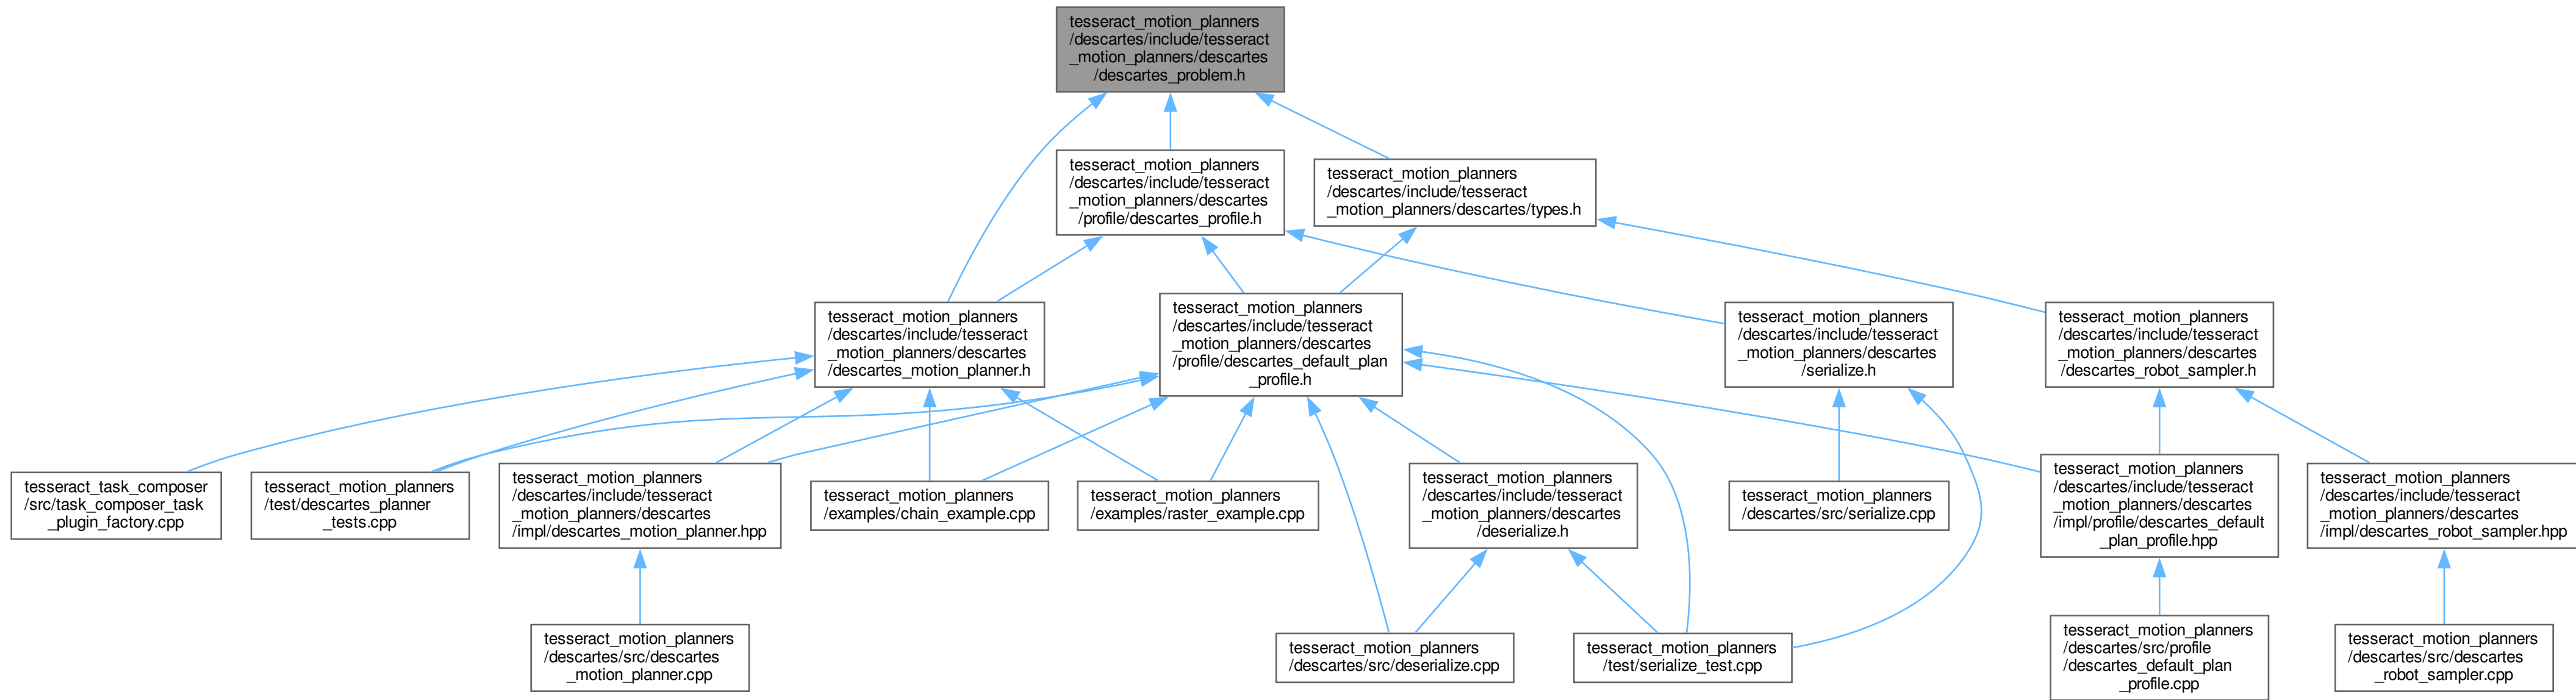 tesseract_motion_planners
/descartes/include/tesseract
_motion_planners/descartes
/descartes_problem.h
tesseract_motion_planners
/descartes/include/tesseract
_motion_planners/descartes
/profile/descartes_profile.h
tesseract_motion_planners
/descartes/include/tesseract
_motion_planners/descartes/types.h
tesseract_motion_planners
/descartes/include/tesseract
_motion_planners/descartes
/descartes_motion_planner.h
tesseract_motion_planners
/descartes/include/tesseract
_motion_planners/descartes
/profile/descartes_default_plan
_profile.h
tesseract_motion_planners
/descartes/include/tesseract
_motion_planners/descartes
/serialize.h
tesseract_motion_planners
/descartes/include/tesseract
_motion_planners/descartes
/descartes_robot_sampler.h
tesseract_task_composer
/src/task_composer_task
_plugin_factory.cpp
tesseract_motion_planners
/test/descartes_planner
_tests.cpp
tesseract_motion_planners
/descartes/include/tesseract
_motion_planners/descartes
/impl/descartes_motion_planner.hpp
tesseract_motion_planners
/examples/chain_example.cpp
tesseract_motion_planners
/examples/raster_example.cpp
tesseract_motion_planners
/descartes/include/tesseract
_motion_planners/descartes
/deserialize.h
tesseract_motion_planners
/descartes/src/serialize.cpp
tesseract_motion_planners
/descartes/include/tesseract
_motion_planners/descartes
/impl/profile/descartes_default
_plan_profile.hpp
tesseract_motion_planners
/descartes/include/tesseract
_motion_planners/descartes
/impl/descartes_robot_sampler.hpp
tesseract_motion_planners
/descartes/src/descartes
_motion_planner.cpp
tesseract_motion_planners
/descartes/src/deserialize.cpp
tesseract_motion_planners
/test/serialize_test.cpp
tesseract_motion_planners
/descartes/src/profile
/descartes_default_plan
_profile.cpp
tesseract_motion_planners
/descartes/src/descartes
_robot_sampler.cpp